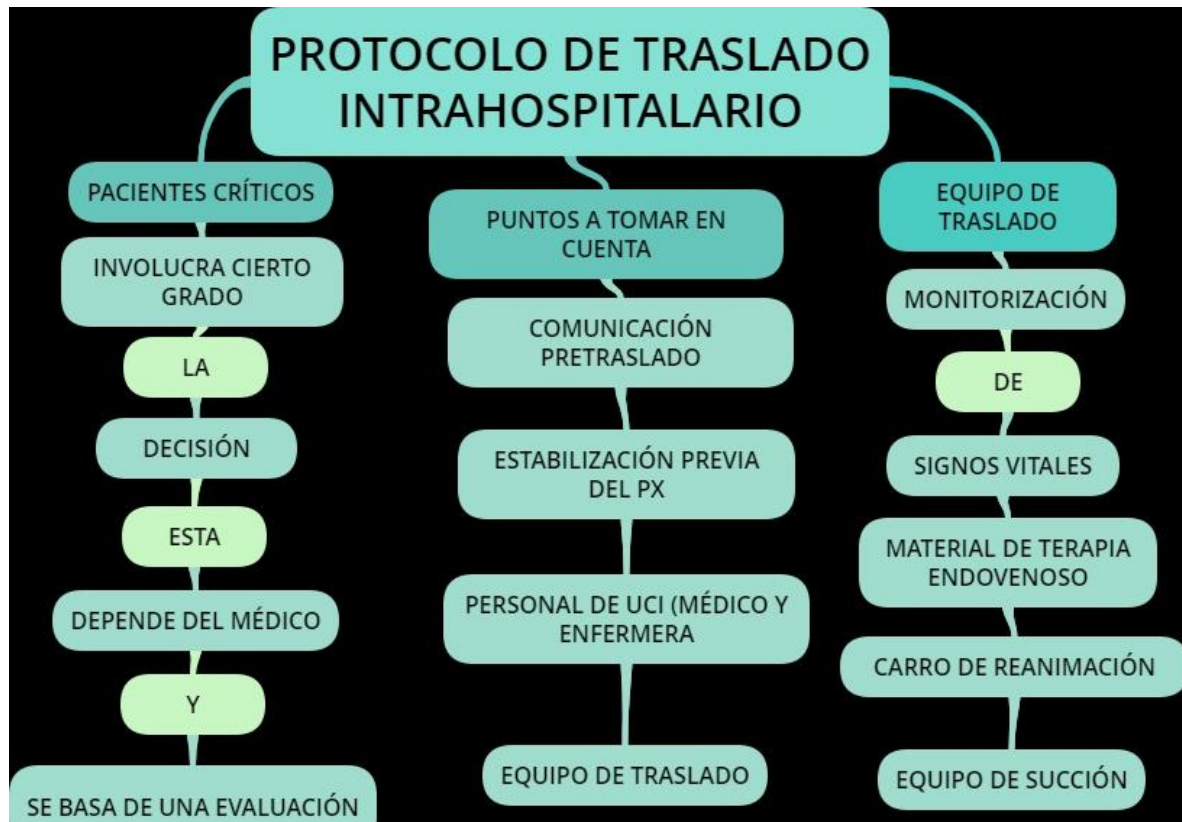 PROTOCOLO DE TRASLADO
INTRAHOSPITALARIO
PACIENTES CRÍTICOS
INVOLUCRA CIERTO
GRADO
LA
DECISIÓN
ESTA
DEPENDE DEL MÉDICO
Y
SE BASA DE UNA EVALUACIÓN
PUNTOS A TOMAR EN
CUENTA
COMUNICACIÓN
PRETRASLADO
ESTABILIZACIÓN PREVIA
DEL PX
PERSONAL DE UCI (MÉDICO Y
ENFERMERA
EQUIPO DE TRASLADO
EQUIPO DE
TRASLADO
MONITORIZACIÓN
DE
SIGNOS VITALES
MATERIAL DE TERAPIA
ENDOVENOSO
CARRO DE REANIMACIÓN
EQUIPO DE SUCCIÓN